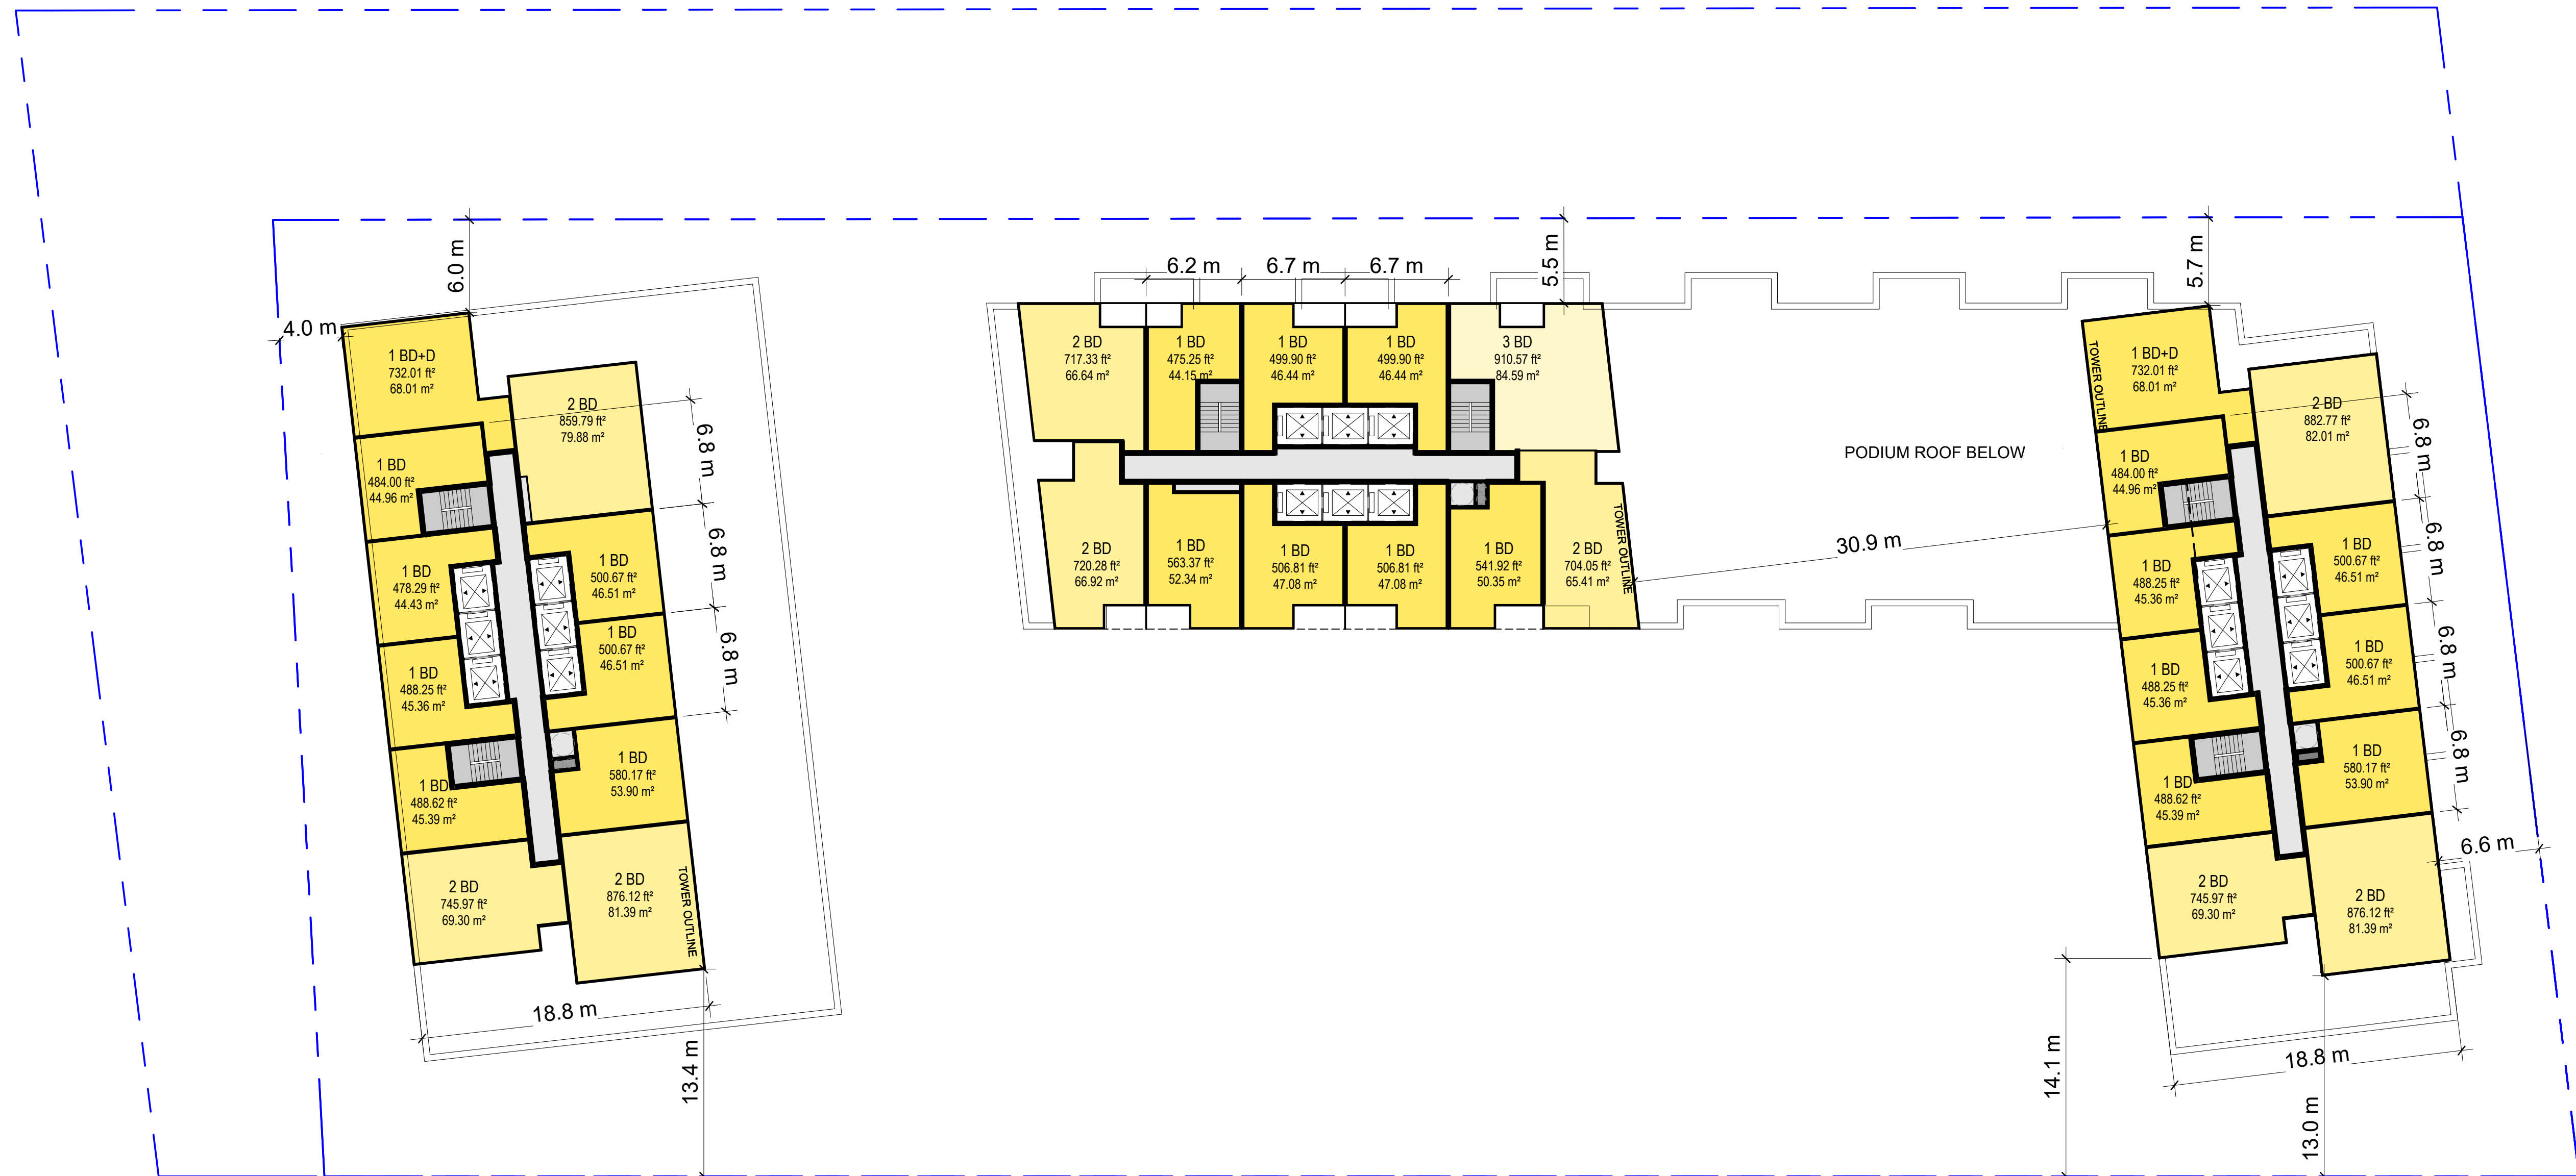 6.0 m
4.0 m
1 BD+D
732.01 ft²
68.01 m²
2 BD
859.79 ft²
79.88 m²
6.8 m
1 BD
484.00 ft²
44.96 m²
6.8 m
1 BD
500.67 ft²
46.51 m²
1 BD
478.29 ft²
44.43 m²
1 BD
500.67 ft²
46.51 m²
6.8 m
1 BD
488.25 ft²
45.36 m²
1 BD
580.17 ft²
53.90 m²
1 BD
488.62 ft²
45.39 m²
2 BD
745.97 ft²
69.30 m²
2 BD
876.12 ft²
81.39 m²
TOWER OUTLINE
18.8 m
13.4 m
6.2 m
6.7 m
6.7 m
5.5 m
2 BD
717.33 ft²
66.64 m²
1 BD
475.25 ft²
44.15 m²
1 BD
499.90 ft²
46.44 m²
1 BD
499.90 ft²
46.44 m²
3 BD
910.57 ft²
84.59 m²
2 BD
720.28 ft²
66.92 m²
1 BD
563.37 ft²
52.34 m²
1 BD
506.81 ft²
47.08 m²
1 BD
506.81 ft²
47.08 m²
1 BD
541.92 ft²
50.35 m²
2 BD
704.05 ft²
65.41 m²
TOWER OUTLINE
PODIUM ROOF BELOW
30.9 m
5.7 m
TOWER OUTLINE
1 BD+D
732.01 ft²
68.01 m²
2 BD
882.77 ft²
82.01 m²
6.8 m
1 BD
484.00 ft²
44.96 m²
6.8 m
1 BD
500.67 ft²
46.51 m²
1 BD
488.25 ft²
45.36 m²
6.8 m
1 BD
500.67 ft²
46.51 m²
1 BD
488.25 ft²
45.36 m²
6.8 m
1 BD
580.17 ft²
53.90 m²
1 BD
488.62 ft²
45.39 m²
6.6 m
2 BD
745.97 ft²
69.30 m²
2 BD
876.12 ft²
81.39 m²
18.8 m
14.1 m
13.0 m